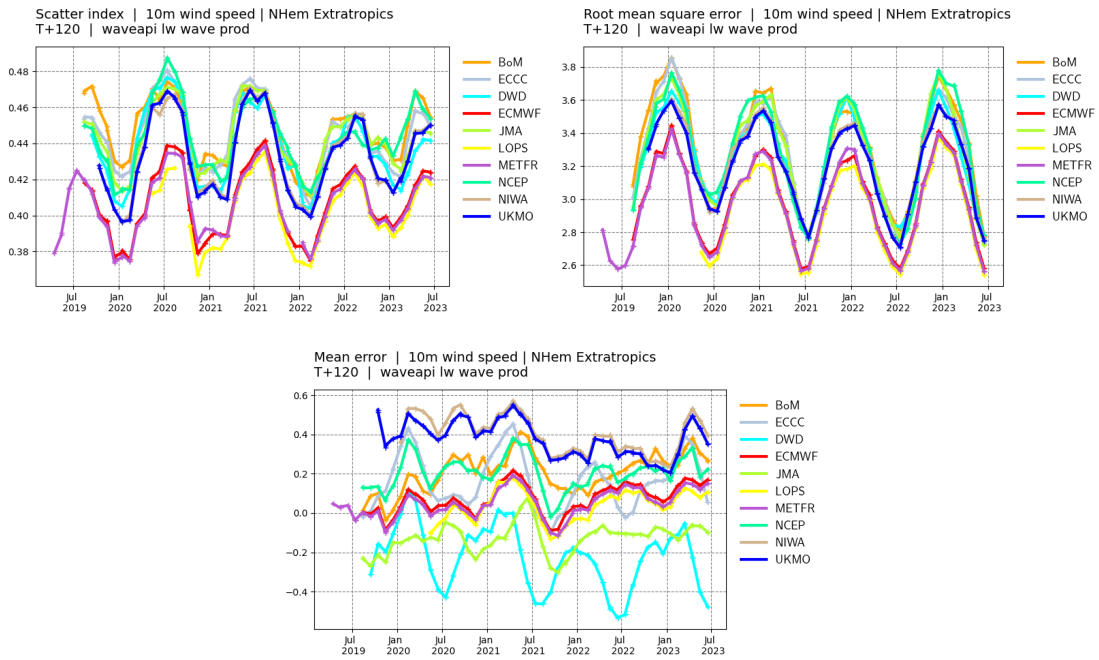 Scatter index | 10m wind speed | NHem Extratropics
T+120 | waveapi lw wave prod
0.48
0.46
0.44
0.42
0.40
0.38
Jul
2019
Jan
2020
Jul
2020
Jan
2021
Jul
2021
Jan
2022
Jul
2022
Jan
2023
Jul
2023
BoM
ECCC
DWD
ECMWF
JMA
LOPS
METFR
NCEP
NIWA
UKMO
Root mean square error | 10m wind speed | NHem Extratropics
T+120 | waveapi lw wave prod
3.8
3.6
3.4
3.2
3.0
2.8
2.6
Jul
2019
Jan
2020
Jul
2020
Jan
2021
Jul
2021
Jan
2022
Jul
2022
Jan
2023
Jul
2023
BoM
ECCC
DWD
ECMWF
JMA
LOPS
METFR
NCEP
NIWA
UKMO
Mean error | 10m wind speed | NHem Extratropics
T+120 | waveapi lw wave prod
0.6
0.4
0.2
0.0
−0.2
−0.4
Jul
2019
Jan
2020
Jul
2020
Jan
2021
Jul
2021
Jan
2022
Jul
2022
Jan
2023
Jul
2023
BoM
ECCC
DWD
ECMWF
JMA
LOPS
METFR
NCEP
NIWA
UKMO